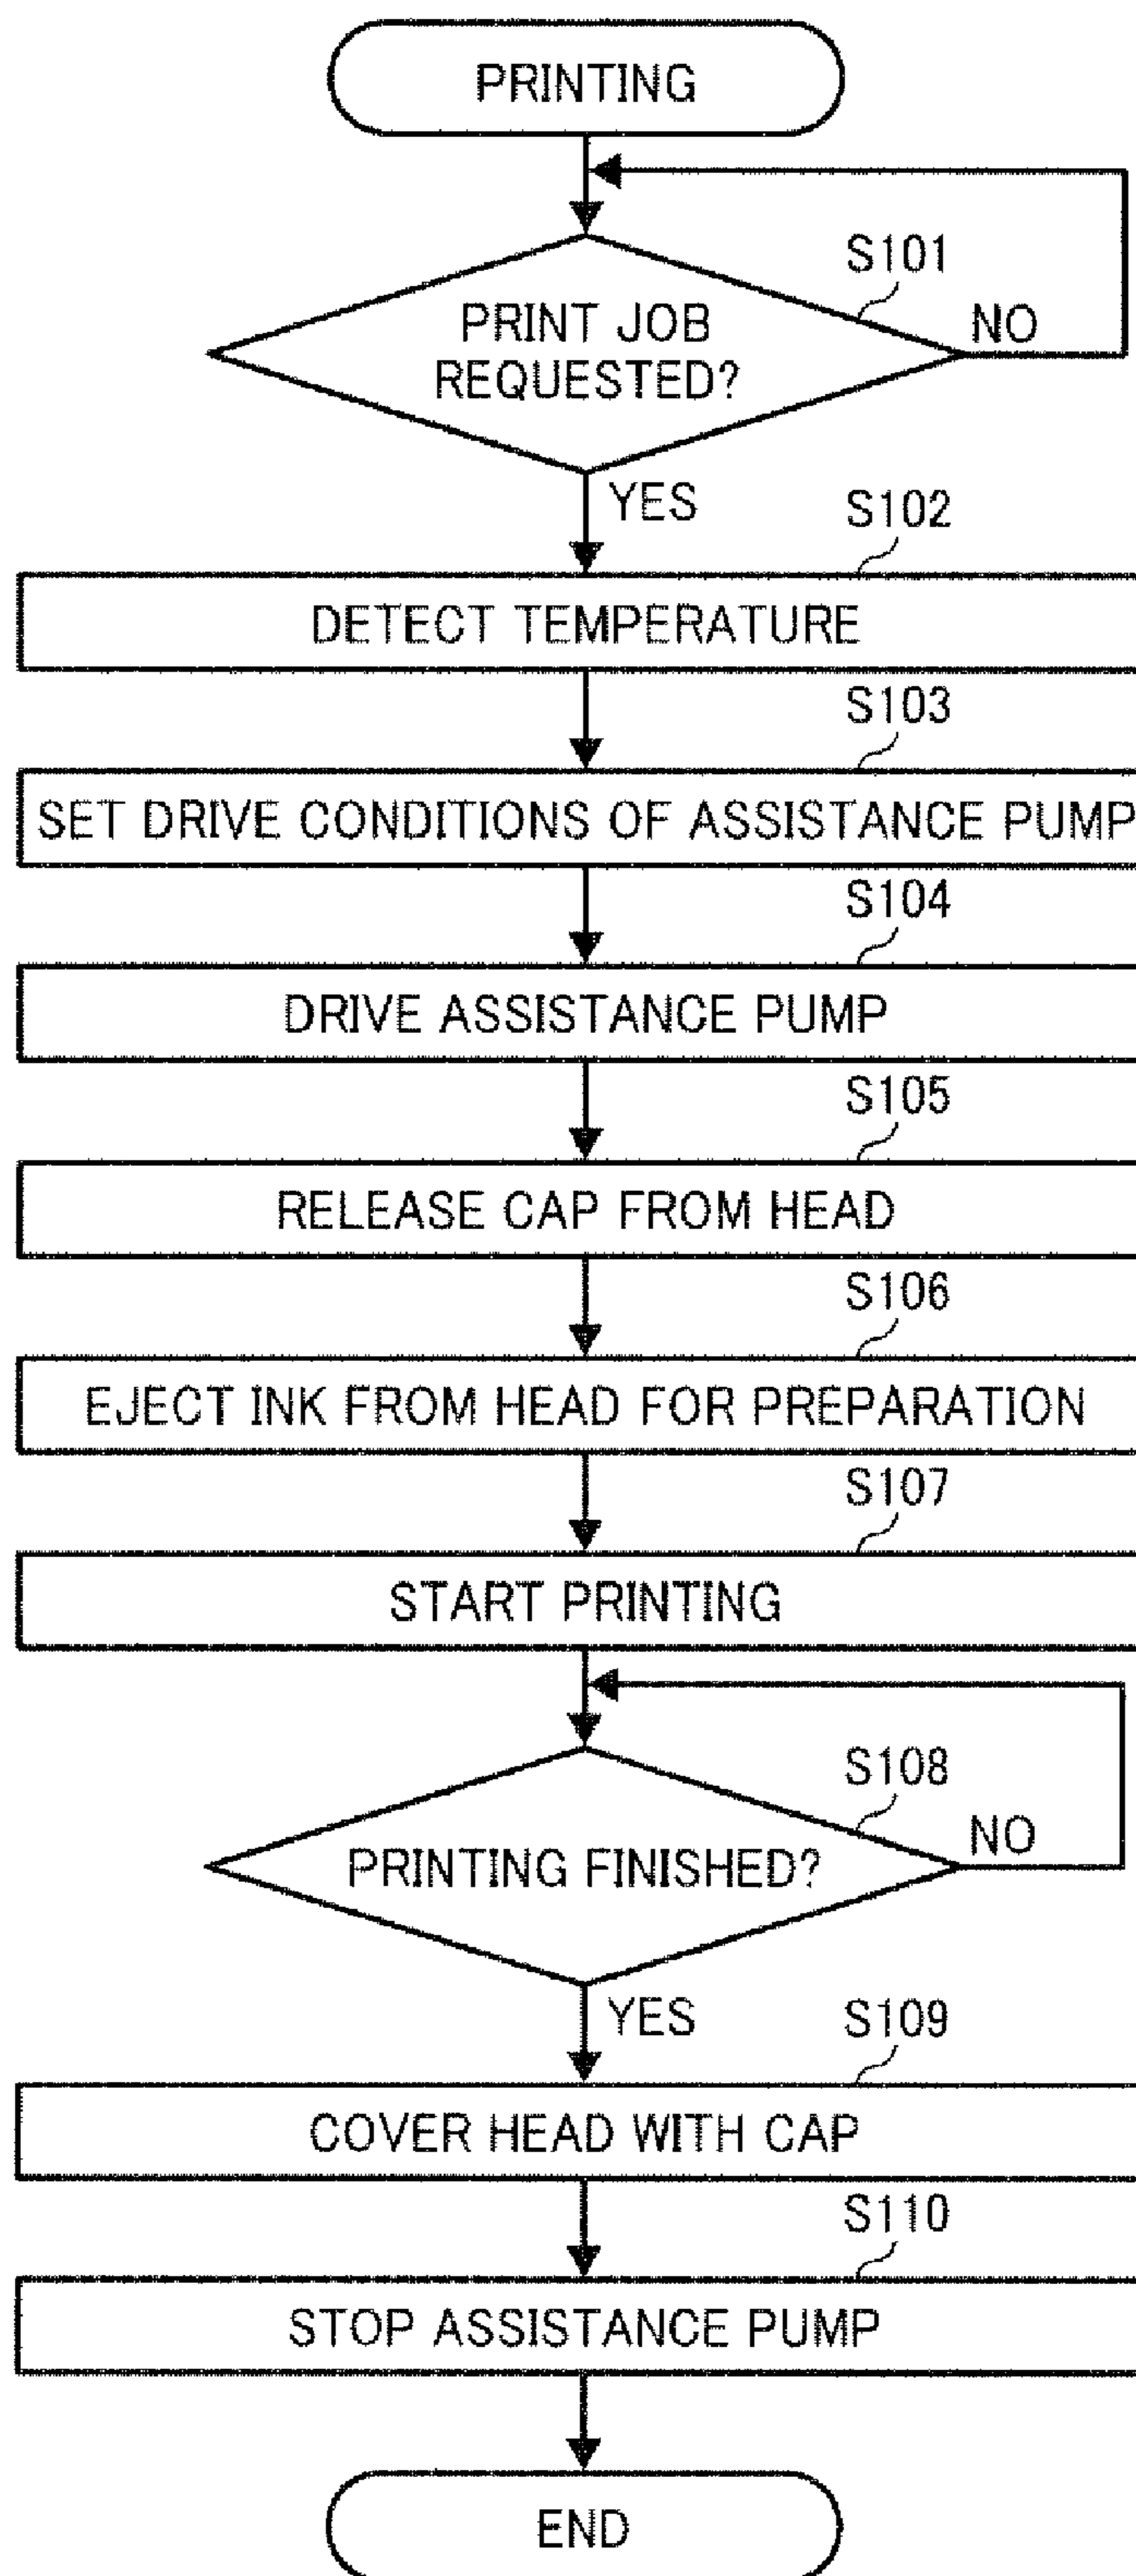 PRINTING
S101
PRINT JOB
REQUESTED?
NO
YES
S102
DETECT TEMPERATURE
S103
SET DRIVE CONDITIONS OF ASSISTANCE PUMP
S104
DRIVE ASSISTANCE PUMP
S105
RELEASE CAP FROM HEAD
S106
EJECT INK FROM HEAD FOR PREPARATION
S107
START PRINTING
S108
PRINTING FINISHED?
NO
YES
S109
COVER HEAD WITH CAP
S110
STOP ASSISTANCE PUMP
END